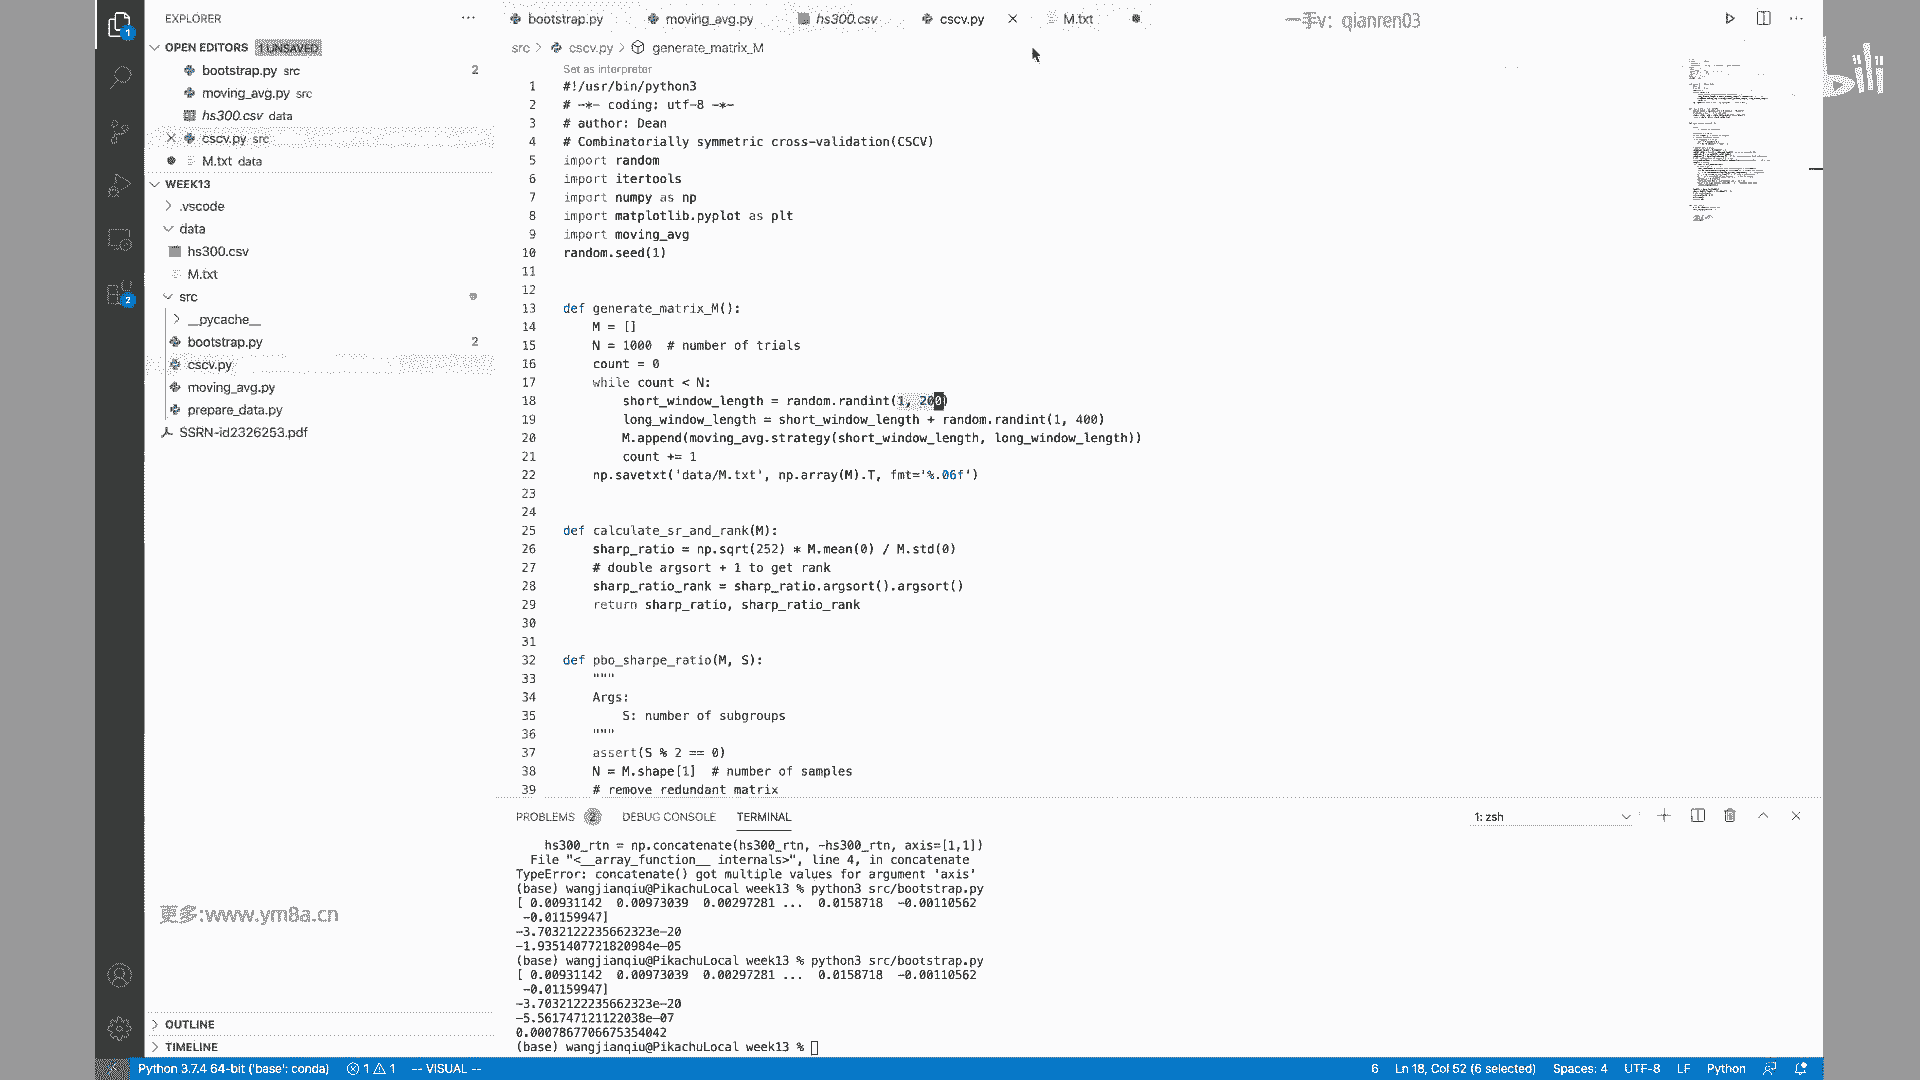 EXPLORER
OPEN EDITORS 1 UNSAVED
bootstrap.py src 2
moving_avg.py src
hs300.csv data
cscv.py src
M.txt data
WEEK13
.vscode
data
hs300.csv
M.txt
src
__pycache__
bootstrap.py 2
cscv.py
moving_avg.py
prepare_data.py
SSRN-id2326253.pdf
更多:www.ym8a.cn
OUTLINE
TIMELINE
bootstrap.py moving_avg.py hs300.csv cscv.py M.txt
一手v: qianren03
bili
src > cscv.py > generate_matrix_M
Set as interpreter
1 #!/usr/bin/python3
2 # -*- coding: utf-8 -*-
3 # author: Dean
4 # Combinatorially symmetric cross-validation(CSCV)
5 import random
6 import itertools
7 import numpy as np
8 import matplotlib.pyplot as plt
9 import moving_avg
10 random.seed(1)
11
12
13 def generate_matrix_M():
14 M = []
15 N = 1000 # number of trials
16 count = 0
17 while count < N:
18 short_window_length = random.randint(1, 200)
19 long_window_length = short_window_length + random.randint(1, 400)
20 M.append(moving_avg.strategy(short_window_length, long_window_length))
21 count += 1
22 np.savetxt('data/M.txt', np.array(M).T, fmt='%.06f')
23
24
25 def calculate_sr_and_rank(M):
26 sharp_ratio = np.sqrt(252) * M.mean(0) / M.std(0)
27 # double argsort + 1 to get rank
28 sharp_ratio_rank = sharp_ratio.argsort().argsort()
29 return sharp_ratio, sharp_ratio_rank
30
31
32 def pbo_sharpe_ratio(M, S):
33 """
34 Args:
35 S: number of subgroups
36 """
37 assert(S % 2 == 0)
38 N = M.shape[1] # number of samples
39 # remove redundant matrix
PROBLEMS 2 DEBUG CONSOLE TERMINAL 1: zsh
hs300_rtn = np.concatenate(hs300_rtn, -hs300_rtn, axis=[1,1])
File "<__array_function__ internals>", line 4, in concatenate
TypeError: concatenate() got multiple values for argument 'axis'
(base) wangjianqiu@PikachuLocal week13 % python3 src/bootstrap.py
[ 0.00931142 0.00973039 0.00297281 ... 0.0158718 -0.00110562
-0.01159947]
-3.7032122235662323e-20
-1.9351407721820984e-05
(base) wangjianqiu@PikachuLocal week13 % python3 src/bootstrap.py
[ 0.00931142 0.00973039 0.00297281 ... 0.0158718 -0.00110562
-0.01159947]
-3.7032122235662323e-20
-5.561747121122038e-07
0.0007867706675354042
(base) wangjianqiu@PikachuLocal week13 %
Python 3.7.4 64-bit ('base': conda) 1 1 -- VISUAL -- 6 Ln 18, Col 52 (6 selected) Spaces: 4 UTF-8 LF Python